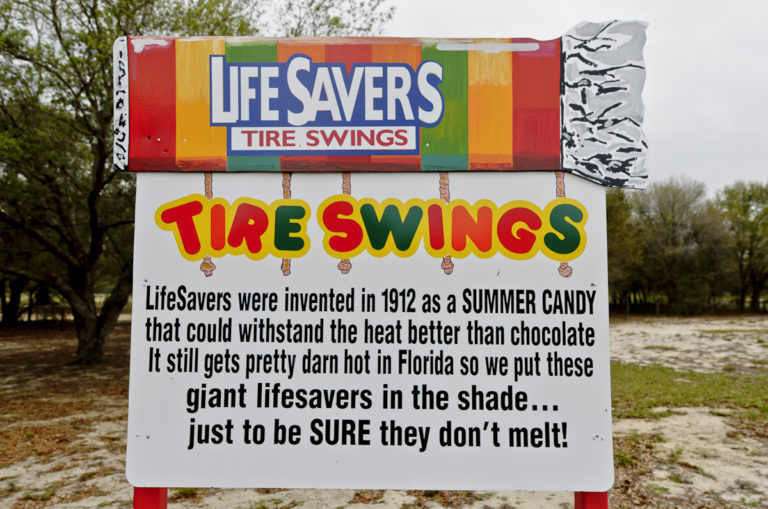 LIFE SAVERS
TIRE SWINGS
TIRE SWINGS
LifeSavers were invented in 1912 as a SUMMER CANDY
that could withstand the heat better than chocolate
It still gets pretty darn hot in Florida so we put these
giant lifesavers in the shade...
just to be SURE they don't melt!